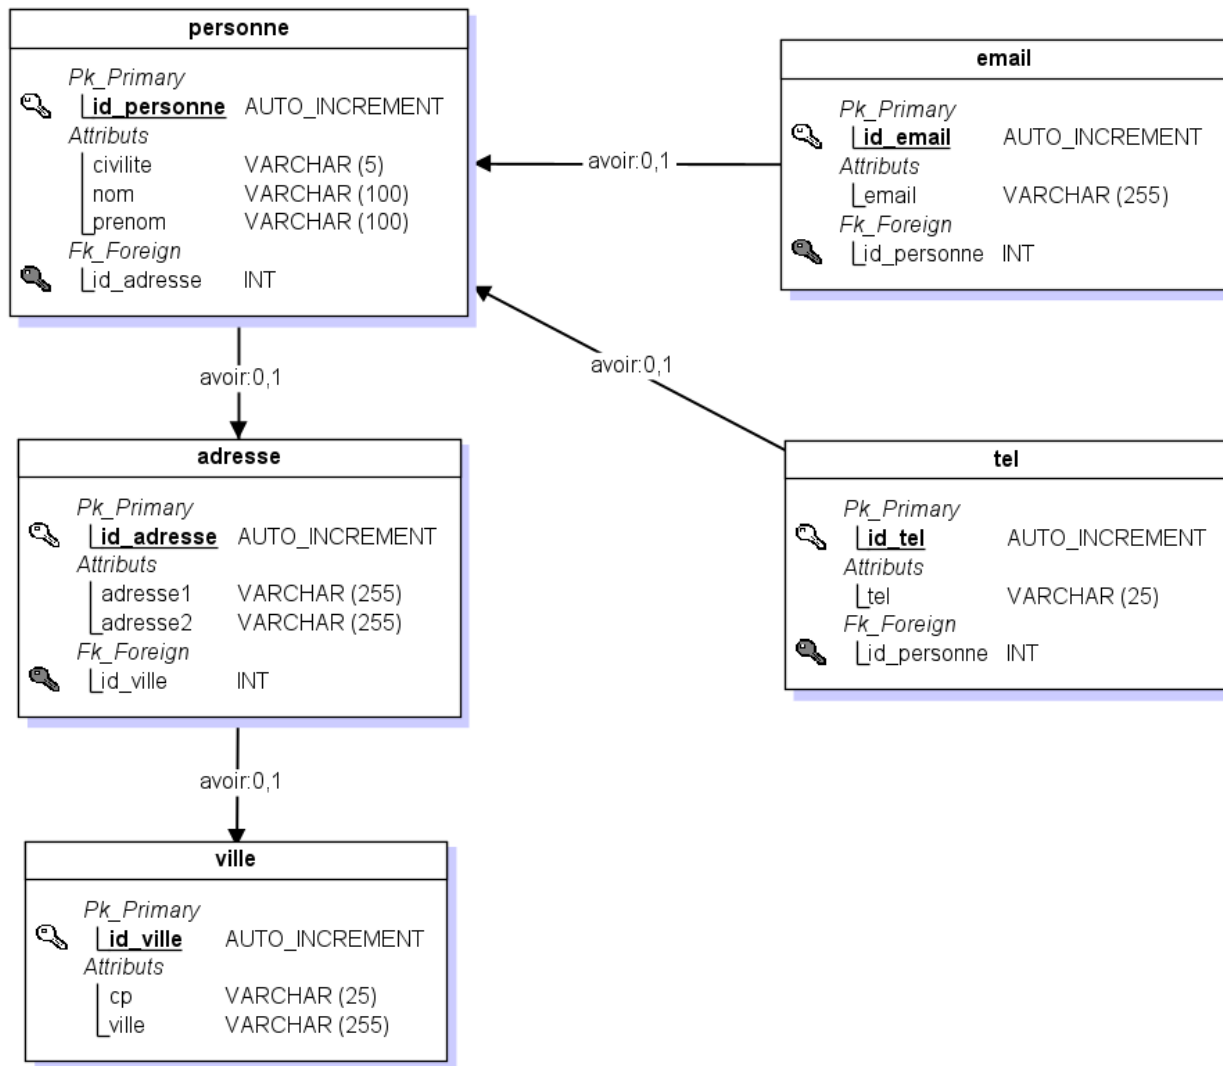 personne
Pk_Primary
id_personne AUTO_INCREMENT
Attributs
civilite VARCHAR (5)
nom VARCHAR (100)
prenom VARCHAR (100)
Fk_Foreign
id_adresse INT
avoir:0,1
email
Pk_Primary
id_email AUTO_INCREMENT
Attributs
email VARCHAR (255)
Fk_Foreign
id_personne INT
avoir:0,1
avoir:0,1
adresse
Pk_Primary
id_adresse AUTO_INCREMENT
Attributs
adresse1 VARCHAR (255)
adresse2 VARCHAR (255)
Fk_Foreign
id_ville INT
tel
Pk_Primary
id_tel AUTO_INCREMENT
Attributs
tel VARCHAR (25)
Fk_Foreign
id_personne INT
avoir:0,1
ville
Pk_Primary
id_ville AUTO_INCREMENT
Attributs
cp VARCHAR (25)
ville VARCHAR (255)